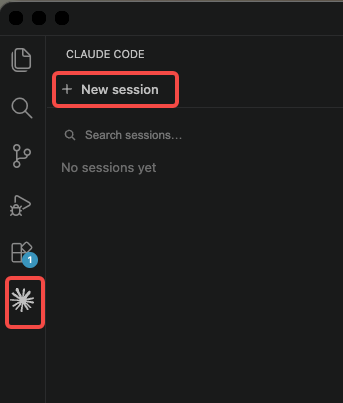 CLAUDE CODE
+ New session
Search sessions...
No sessions yet
1